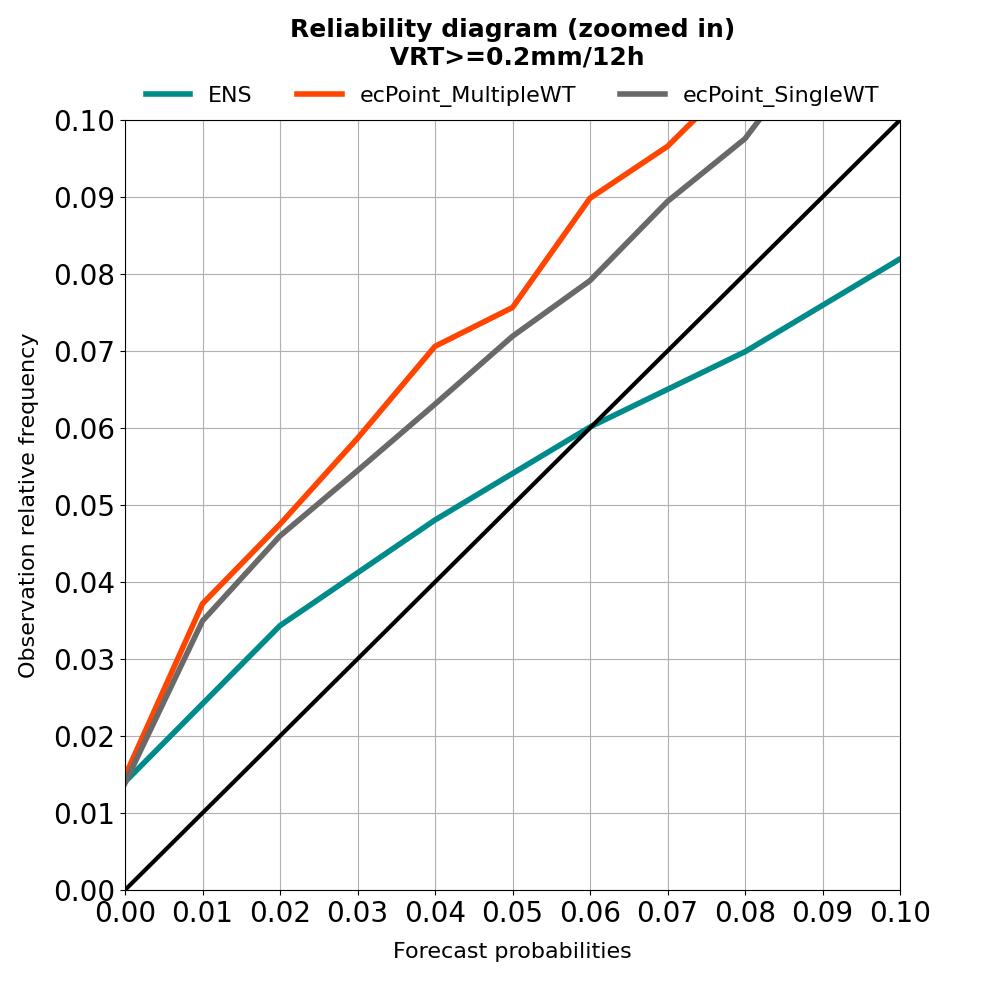 Reliability diagram (zoomed in)
VRT>=0.2mm/12h
ENS ecPoint_MultipleWT ecPoint_SingleWT
0.10
0.09
0.08
0.07
0.06
0.05
0.04
0.03
0.02
0.01
0.00
Observation relative frequency
0.00 0.01 0.02 0.03 0.04 0.05 0.06 0.07 0.08 0.09 0.10
Forecast probabilities